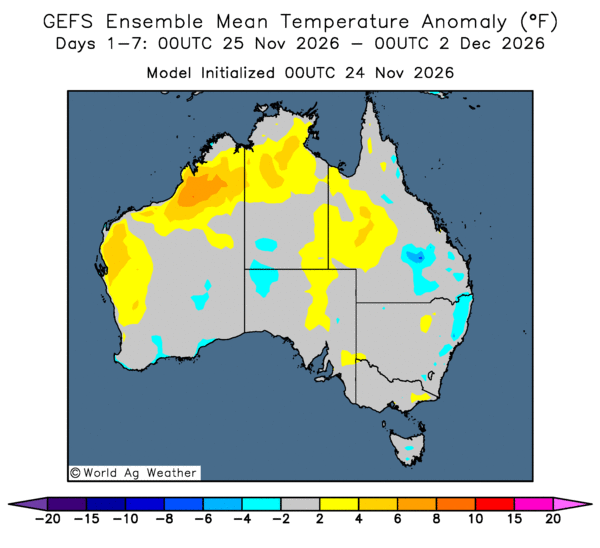 GEFS Ensemble Mean Temperature Anomaly (°F)
Days 1−7: 00UTC 25 Nov 2026 − 00UTC 2 Dec 2026
Model Initialized 00UTC 24 Nov 2026
© World Ag Weather
−20 −15 −10 −8 −6 −4 −2 2 4 6 8 10 15 20